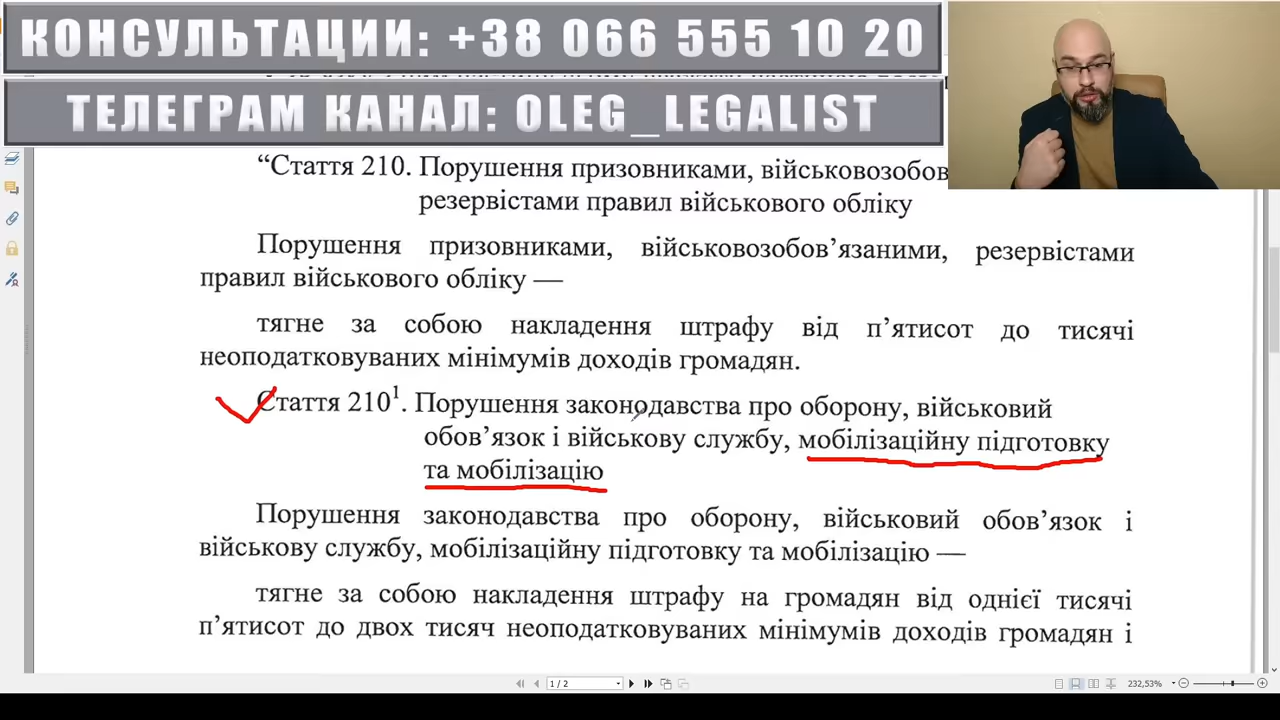 КОНСУЛЬТАЦИИ: +38 066 555 10 20
ТЕЛЕГРАМ КАНАЛ: OLEG_LEGALIST
“Стаття 210. Порушення призовниками,
резервістами правил військового обліку
Порушення призовниками, військовозобов’язаними, резервістами
правил військового обліку —
тягне за собою накладення штрафу від п’ятисот до тисячі
неоподатковуваних мінімумів доходів громадян.
Стаття 210¹. Порушення законодавства про оборону, військовий
обов’язок і військову службу, мобілізаційну підготовку
та мобілізацію
Порушення законодавства про оборону, військовий обов’язок і
військову службу, мобілізаційну підготовку та мобілізацію —
тягне за собою накладення штрафу на громадян від однієї тисячі
п’ятисот до двох тисяч неоподатковуваних мінімумів доходів громадян і
1 / 2
232,53%